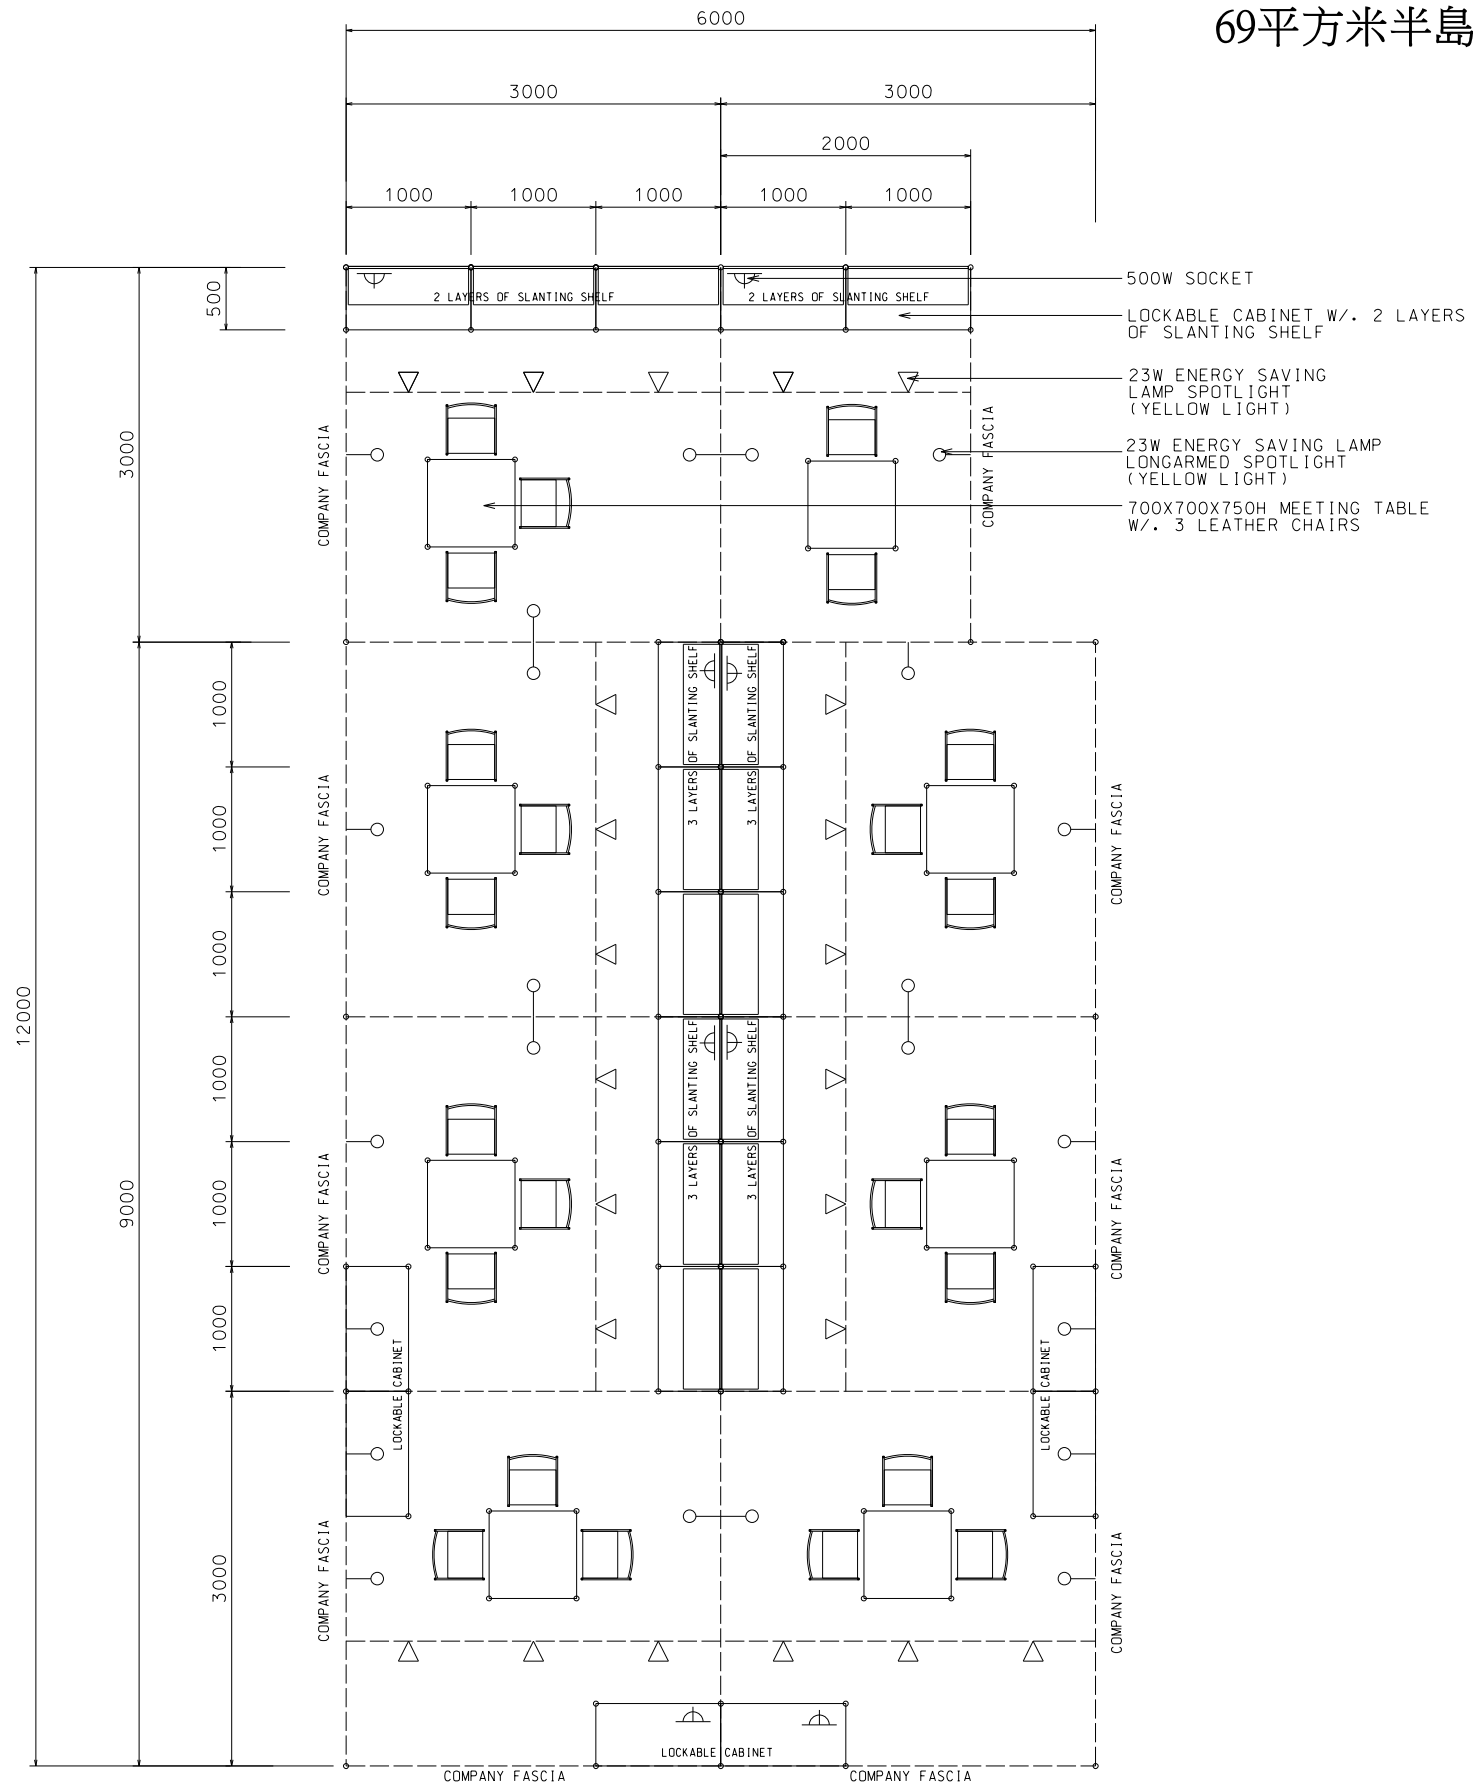 69平方米半島
6000
3000
3000
2000
1000
1000
1000
1000
1000
500
2 LAYERS OF SLANTING SHELF
2 LAYERS OF SLANTING SHELF
500W SOCKET
LOCKABLE CABINET W/. 2 LAYERS
OF SLANTING SHELF
23W ENERGY SAVING
LAMP SPOTLIGHT
(YELLOW LIGHT)
23W ENERGY SAVING LAMP
LONGARMED SPOTLIGHT
(YELLOW LIGHT)
700X700X750H MEETING TABLE
W/. 3 LEATHER CHAIRS
3000
COMPANY FASCIA
COMPANY FASCIA
12000
9000
1000
1000
1000
1000
1000
1000
3000
3 LAYERS OF SLANTING SHELF
3 LAYERS OF SLANTING SHELF
COMPANY FASCIA
COMPANY FASCIA
3 LAYERS OF SLANTING SHELF
3 LAYERS OF SLANTING SHELF
COMPANY FASCIA
COMPANY FASCIA
LOCKABLE CABINET
LOCKABLE CABINET
COMPANY FASCIA
COMPANY FASCIA
LOCKABLE CABINET
COMPANY FASCIA
COMPANY FASCIA